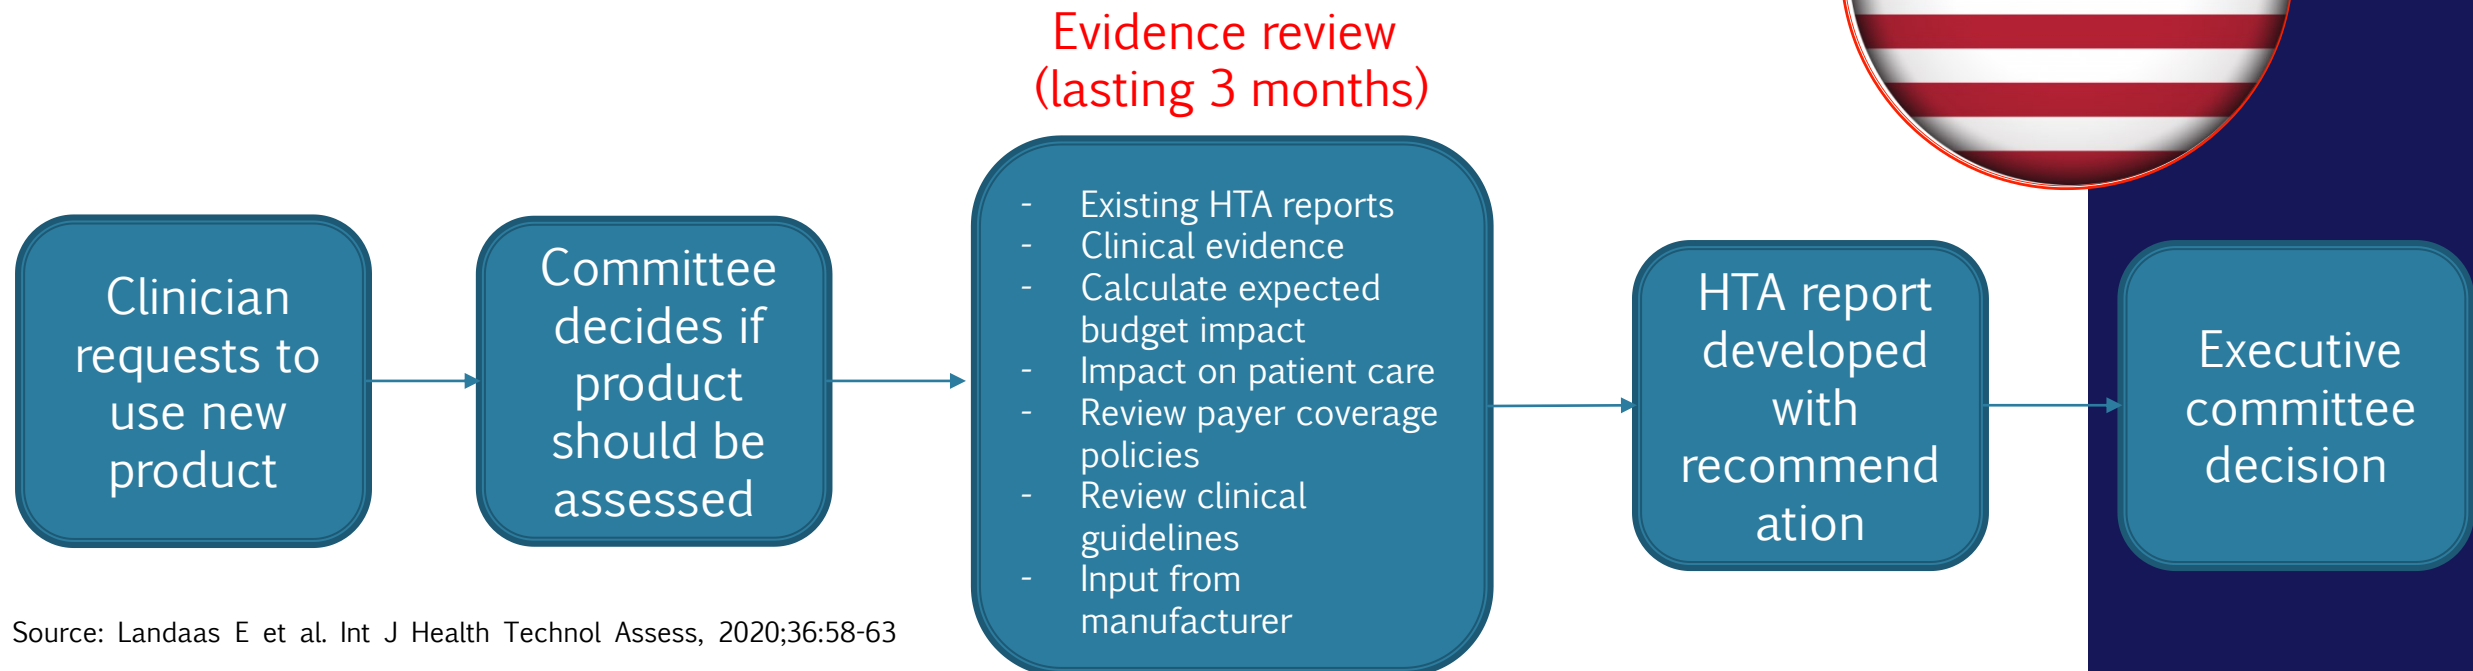 Evidence review
(lasting 3 months)
Clinician
requests to
use new
product
Committee
decides if
product
should be
assessed
- Existing HTA reports
- Clinical evidence
- Calculate expected
budget impact
- Impact on patient care
- Review payer coverage
policies
- Review clinical
guidelines
- Input from
manufacturer
HTA report
developed
with
recommend
ation
Executive
committee
decision
Source: Landaas E et al. Int J Health Technol Assess, 2020;36:58-63